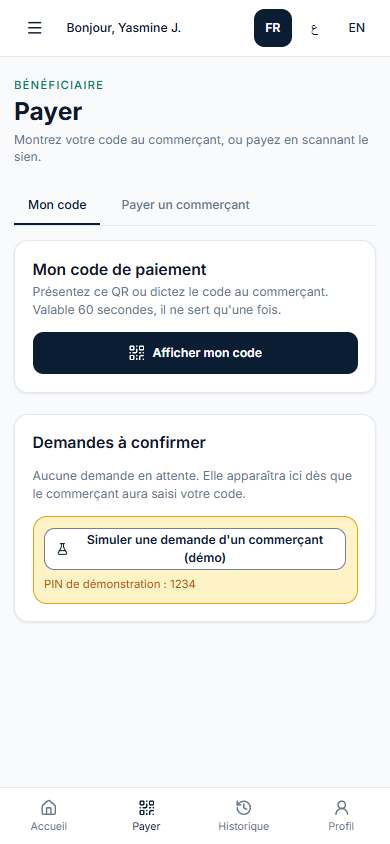 Bonjour, Yasmine J.
FR
ع
EN
BÉNÉFICIAIRE
Payer
Montrez votre code au commerçant, ou payez en scannant le
sien.
Mon code
Payer un commerçant
Mon code de paiement
Présentez ce QR ou dictez le code au commerçant.
Valable 60 secondes, il ne sert qu'une fois.
Afficher mon code
Demandes à confirmer
Aucune demande en attente. Elle apparaîtra ici dès que
le commerçant aura saisi votre code.
Simuler une demande d'un commerçant
(démo)
PIN de démonstration : 1234
Accueil
Payer
Historique
Profil